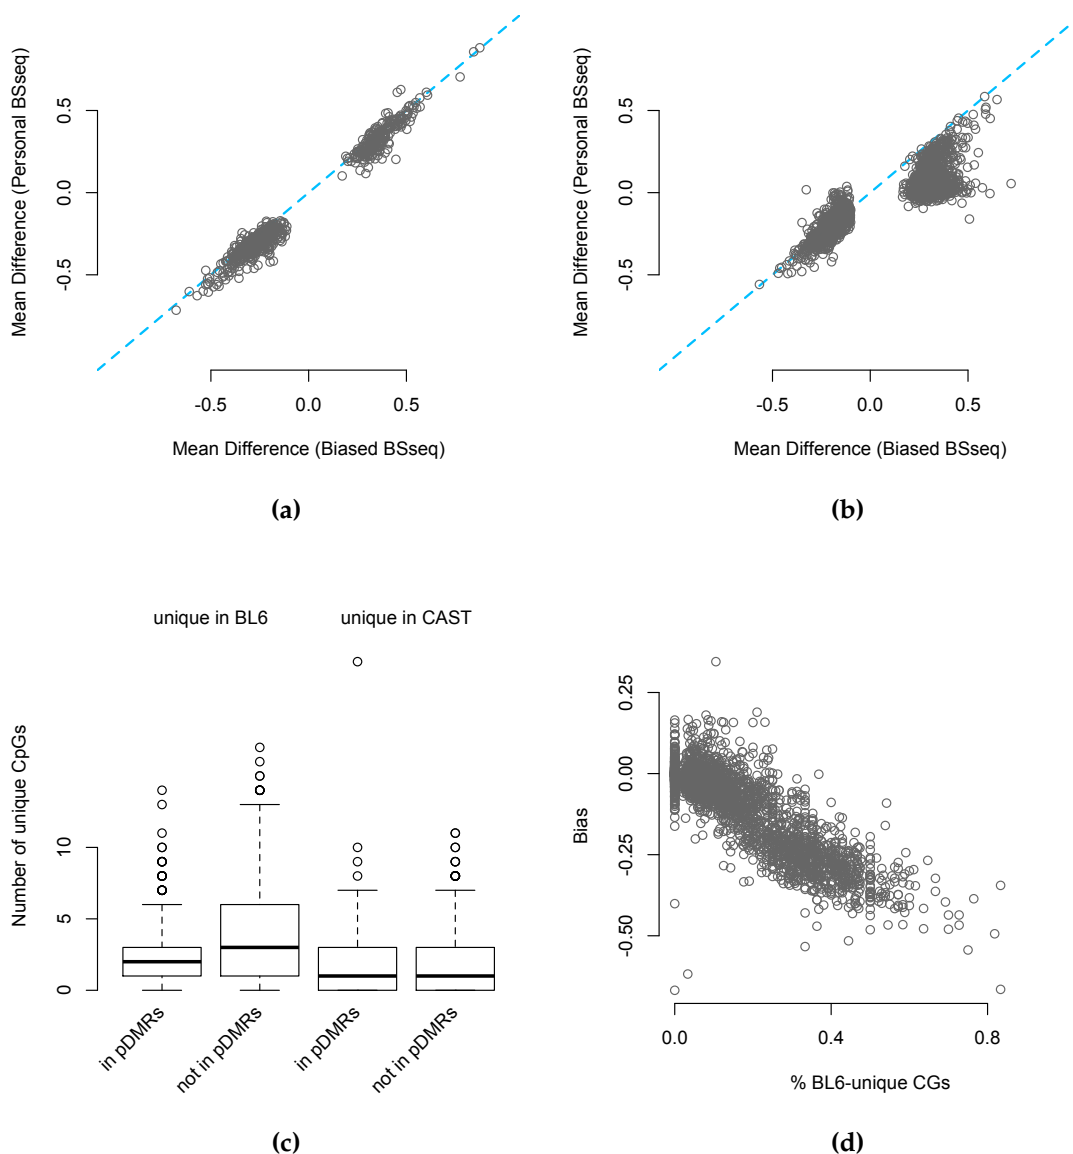 Mean Difference (Personal BSseq)
0.5
0.0
-0.5
-0.5 0.0 0.5
Mean Difference (Biased BSseq)
(a)
Mean Difference (Personal BSseq)
0.5
0.0
-0.5
-0.5 0.0 0.5
Mean Difference (Biased BSseq)
(b)
unique in BL6 unique in CAST
Number of unique CpGs
10
5
0
in pDMRs
not in pDMRs
in pDMRs
not in pDMRs
(c)
Bias
0.25
0.00
-0.25
-0.50
0.0 0.4 0.8
% BL6-unique CGs
(d)